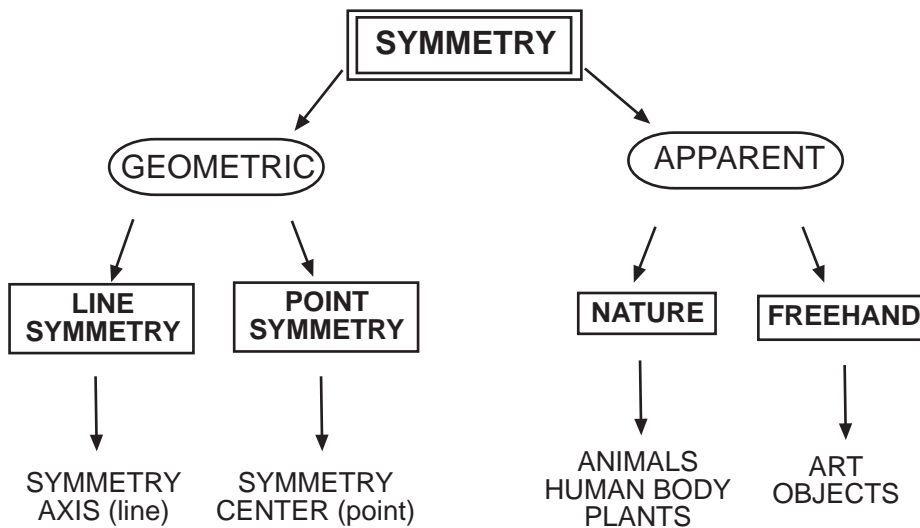 SYMMETRY
GEOMETRIC
APPARENT
LINE
SYMMETRY
POINT
SYMMETRY
NATURE
FREEHAND
SYMMETRY
AXIS (line)
SYMMETRY
CENTER (point)
ANIMALS
HUMAN BODY
PLANTS
ART
OBJECTS